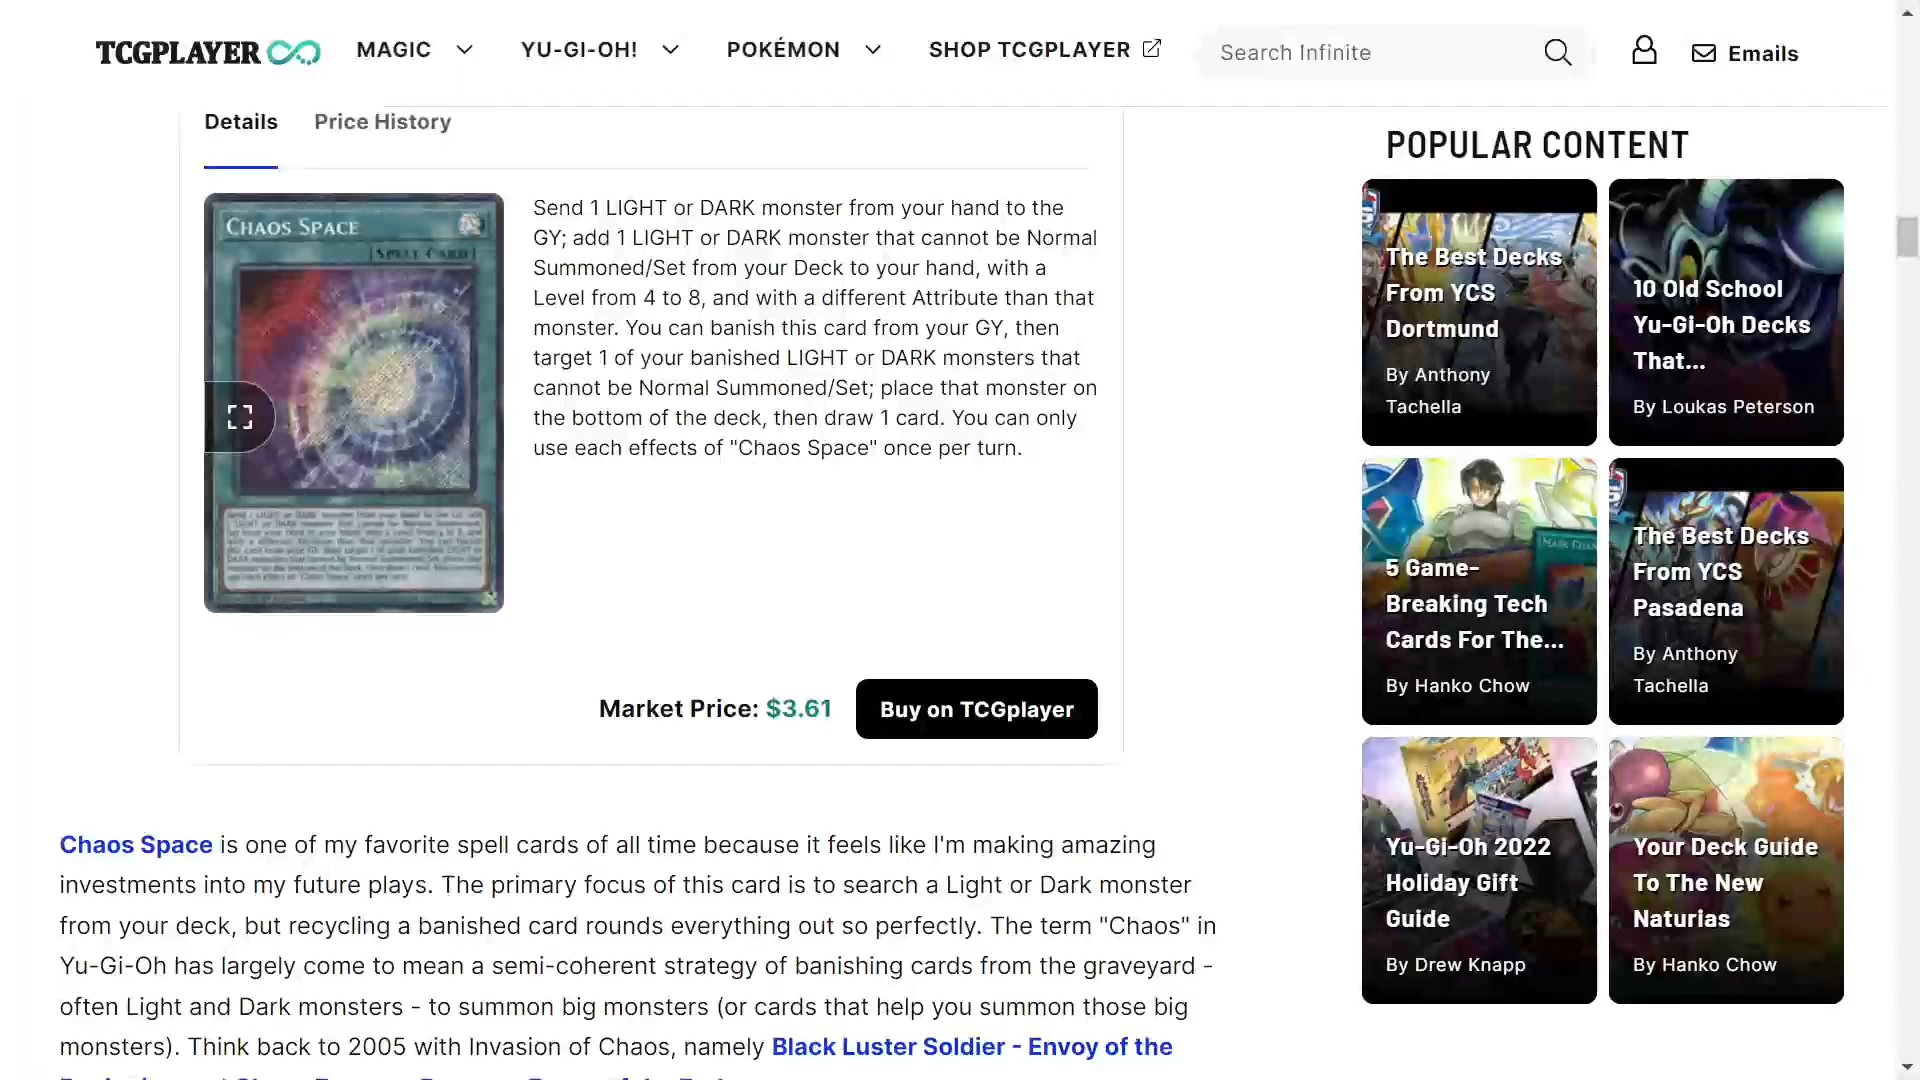 TCGPLAYER
MAGIC
YU-GI-OH!
POKÉMON
SHOP TCGPLAYER
Search Infinite
Emails
Details
Price History
CHAOS SPACE
[SPELL CARD]
Send 1 LIGHT or DARK monster from your hand to the
GY; add 1 LIGHT or DARK monster that cannot be Normal
Summoned/Set from your Deck to your hand, with a
Level from 4 to 8, and with a different Attribute than that
monster. You can banish this card from your GY, then
target 1 of your banished LIGHT or DARK monsters that
cannot be Normal Summoned/Set; place that monster on
the bottom of the deck, then draw 1 card. You can only
use each effects of "Chaos Space" once per turn.
Market Price: $3.61
Buy on TCGplayer
Chaos Space is one of my favorite spell cards of all time because it feels like I'm making amazing
investments into my future plays. The primary focus of this card is to search a Light or Dark monster
from your deck, but recycling a banished card rounds everything out so perfectly. The term "Chaos" in
Yu-Gi-Oh has largely come to mean a semi-coherent strategy of banishing cards from the graveyard -
often Light and Dark monsters - to summon big monsters (or cards that help you summon those big
monsters). Think back to 2005 with Invasion of Chaos, namely Black Luster Soldier - Envoy of the
POPULAR CONTENT
The Best Decks
From YCS
Dortmund
By Anthony
Tachella
10 Old School
Yu-Gi-Oh Decks
That...
By Loukas Peterson
5 Game-
Breaking Tech
Cards For The...
By Hanko Chow
The Best Decks
From YCS
Pasadena
By Anthony
Tachella
Yu-Gi-Oh 2022
Holiday Gift
Guide
By Drew Knapp
Your Deck Guide
To The New
Naturias
By Hanko Chow